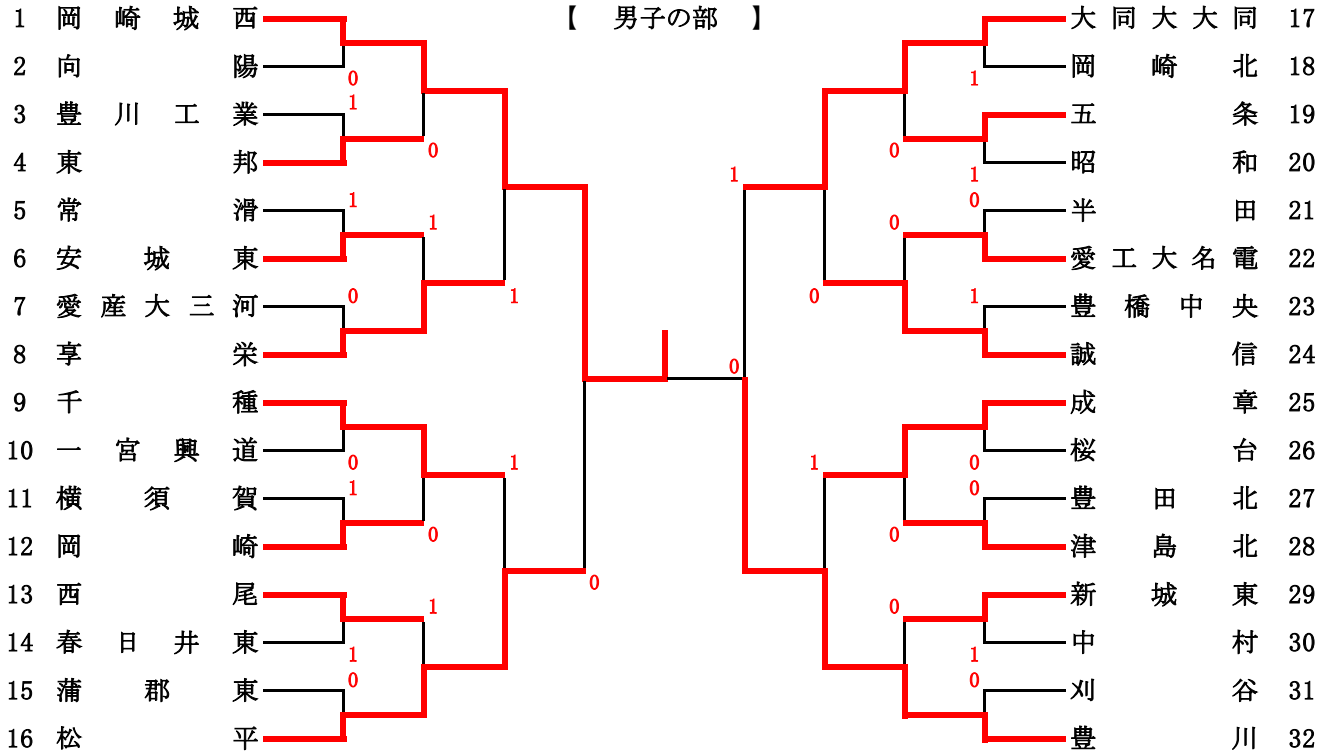 【 男子の部 】
1 岡崎城西
2 向陽
0
1
3 豊川工業
4 東邦
0
5 常滑
1
1
6 安城東
7 愛産大三河
0
1
8 享栄
9 千種
10 一宮興道
0
1
11 横須賀
1
12 岡崎
0
13 西尾
0
1
14 春日井東
1
0
15 蒲郡東
16 松平
大同大大同 17
岡崎北 18
1
五条 19
0
昭和 20
1
1
0
半田 21
0
愛工大名電 22
豊橋中央 23
1
0
誠信 24
0
成章 25
桜台 26
0
1
0
豊田北 27
津島北 28
0
新城東 29
0
中村 30
1
0
刈谷 31
豊川 32